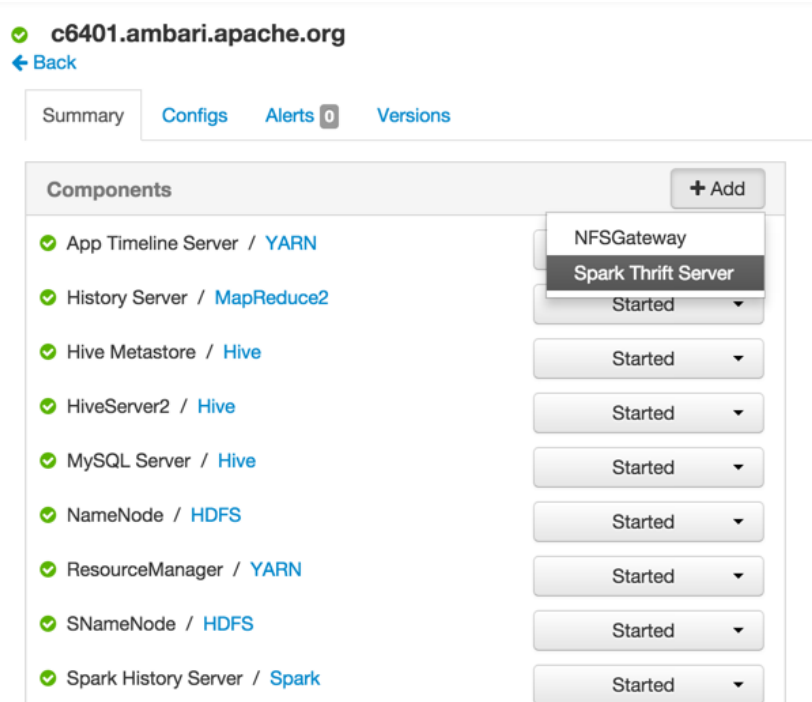 c6401.ambari.apache.org
Back
Summary Configs Alerts 0 Versions
Components + Add
App Timeline Server / YARN
NFSGateway
Spark Thrift Server
History Server / MapReduce2 Started
Hive Metastore / Hive Started
HiveServer2 / Hive Started
MySQL Server / Hive Started
NameNode / HDFS Started
ResourceManager / YARN Started
SNameNode / HDFS Started
Spark History Server / Spark Started